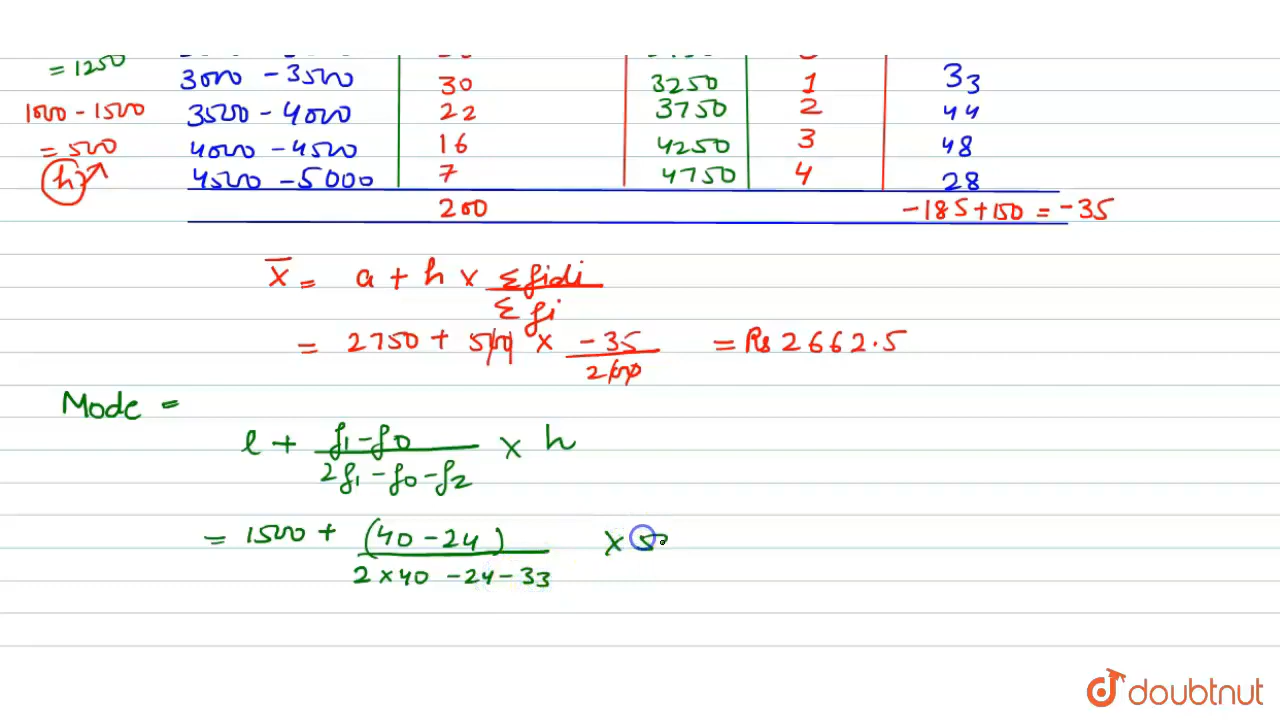 = 1250
3000 - 3500 30 3250 1 33
1000 - 1500 3500 - 4000 22 3750 2 44
= 500 4000 - 4500 16 4250 3 48
h 4500 - 5000 7 4750 4 28
200 -185 + 150 = -35
x̄ = a + h × Σfidi / Σfi
= 2750 + 500 × -35 / 200 = Rs 2662.5
Mode =
l + f1 - f0 / 2f1 - f0 - f2 × h
= 1500 + (40 - 24) / 2 × 40 - 24 - 33 × 5
doubtnut